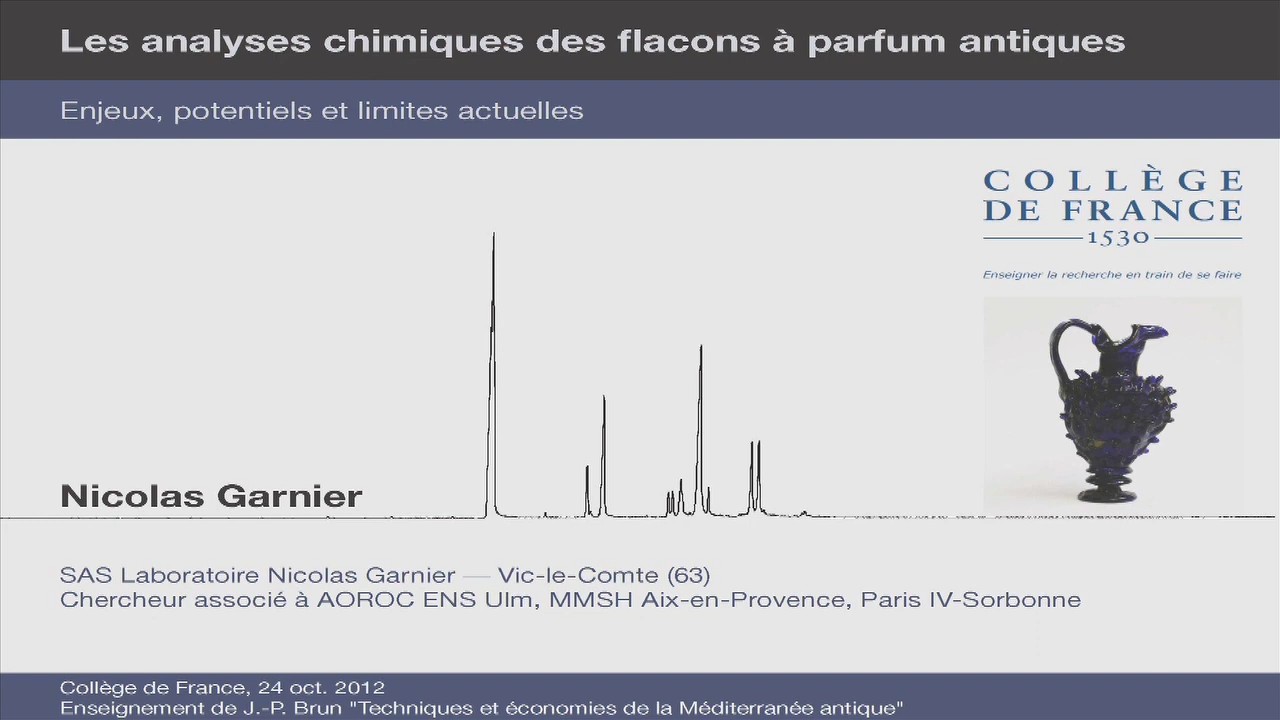 Les analyses chimiques des flacons à parfum antiques
Enjeux, potentiels et limites actuelles
COLLÈGE
DE FRANCE
1530
Enseigner la recherche en train de se faire
Nicolas Garnier
SAS Laboratoire Nicolas Garnier — Vic-le-Comte (63)
Chercheur associé à AOROC ENS Ulm, MMSH Aix-en-Provence, Paris IV-Sorbonne
Collège de France, 24 oct. 2012
Enseignement de J.-P. Brun "Techniques et économies de la Méditerranée antique"